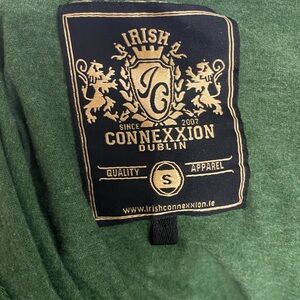 IRISH
IC
SINCE 2007
CONNEXXION
DUBLIN
QUALITY S APPAREL
www.irishconnexxion.ie